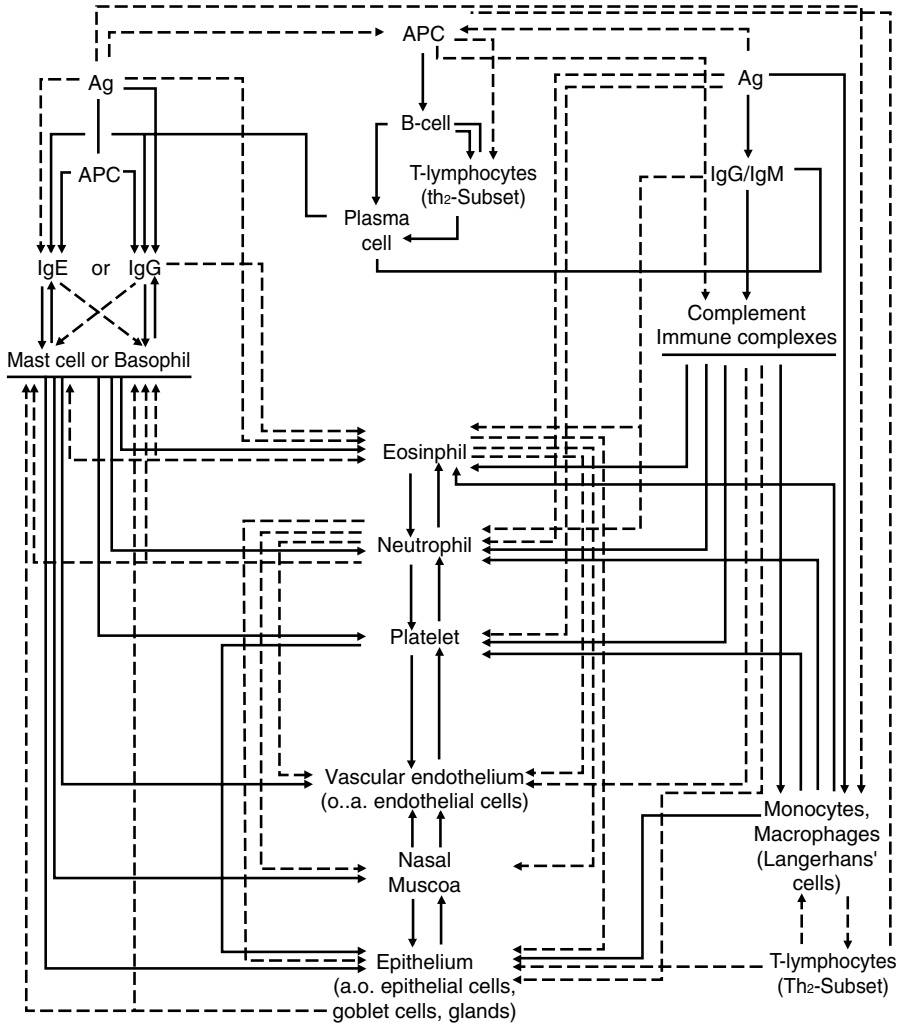 APC
Ag
Ag
B-cell
APC
T-lymphocytes
(th2-Subset)
IgG/IgM
Plasma
cell
IgE or IgG
Complement
Immune complexes
Mast cell or Basophil
Eosinphil
Neutrophil
Platelet
Vascular endothelium
(o..a. endothelial cells)
Monocytes,
Macrophages
(Langerhans'
cells)
Nasal
Muscoa
Epithelium
(a.o. epithelial cells,
goblet cells, glands)
T-lymphocytes
(Th2-Subset)